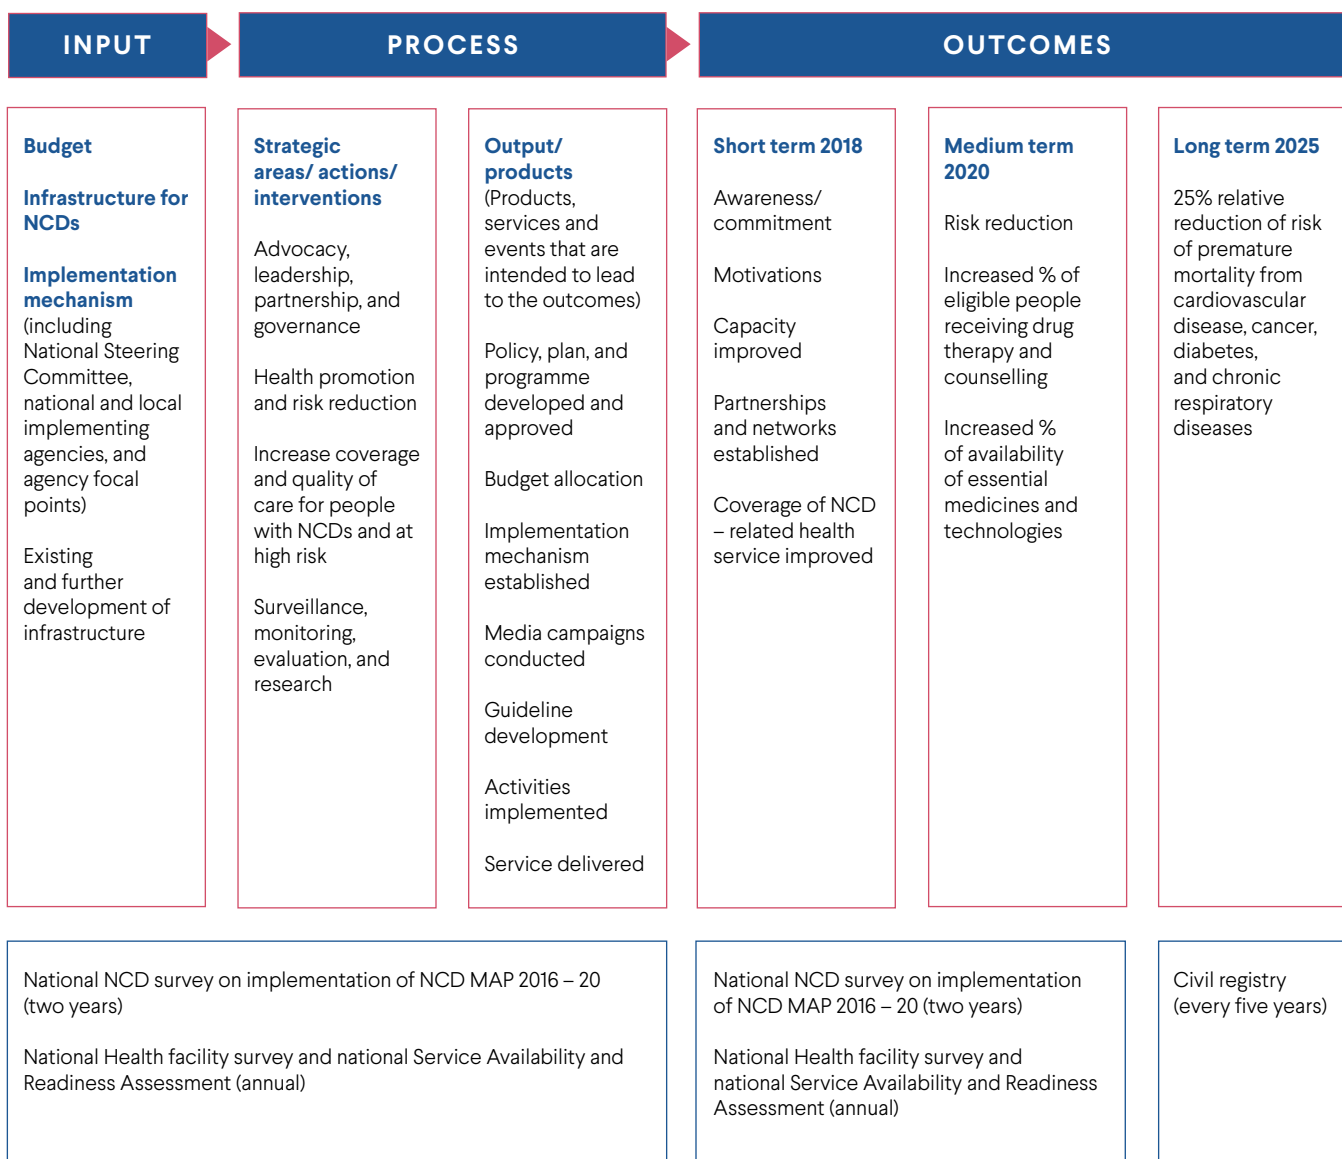 INPUT
PROCESS
OUTCOMES
Budget
Infrastructure for
NCDs
Implementation
mechanism
(including
National Steering
Committee,
national and local
implementing
agencies, and
agency focal
points)
Existing
and further
development of
infrastructure
Strategic
areas/ actions/
interventions
Advocacy,
leadership,
partnership, and
governance
Health promotion
and risk reduction
Increase coverage
and quality of
care for people
with NCDs and at
high risk
Surveillance,
monitoring,
evaluation, and
research
Output/
products
(Products,
services and
events that are
intended to lead
to the outcomes)
Policy, plan, and
programme
developed and
approved
Budget allocation
Implementation
mechanism
established
Media campaigns
conducted
Guideline
development
Activities
implemented
Service delivered
Short term 2018
Awareness/
commitment
Motivations
Capacity
improved
Partnerships
and networks
established
Coverage of NCD
– related health
service improved
Medium term
2020
Risk reduction
Increased % of
eligible people
receiving drug
therapy and
counselling
Increased %
of availability
of essential
medicines and
technologies
Long term 2025
25% relative
reduction of risk
of premature
mortality from
cardiovascular
disease, cancer,
diabetes,
and chronic
respiratory
diseases
National NCD survey on implementation of NCD MAP 2016 – 20
(two years)
National Health facility survey and national Service Availability and
Readiness Assessment (annual)
National NCD survey on implementation
of NCD MAP 2016 – 20 (two years)
National Health facility survey and
national Service Availability and Readiness
Assessment (annual)
Civil registry
(every five years)